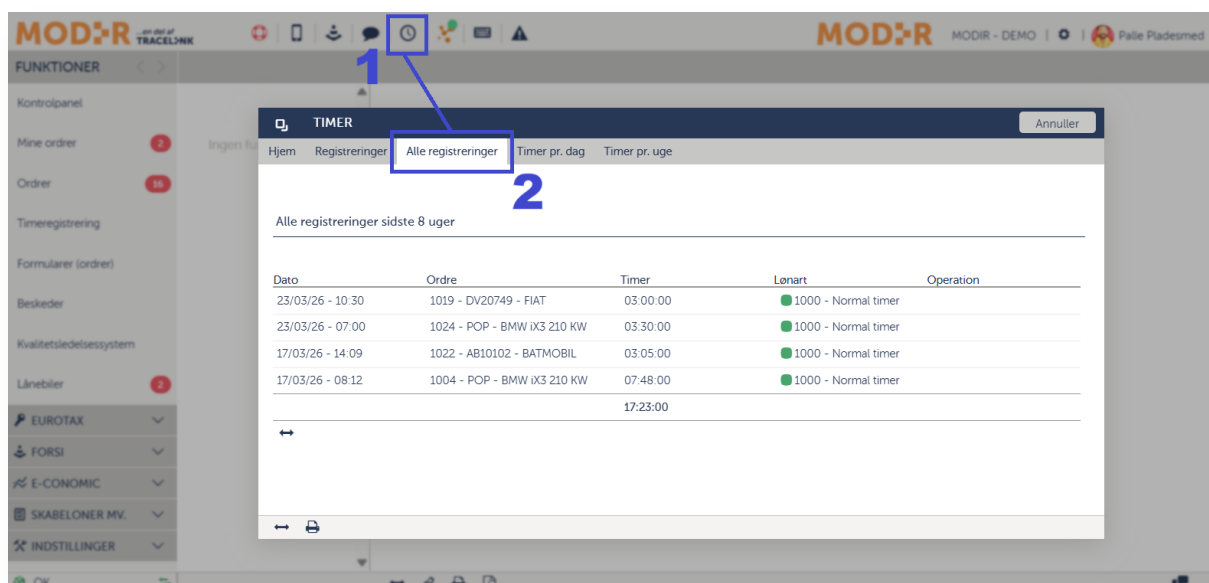 MODIR ...en del af TRACELINK
MODIR MODIR - DEMO | | Palle Pladesmed
FUNKTIONER < >
1
Kontrolpanel
Mine ordrer 2
Ingen fu
Ordrer 16
Timeregistrering
Formularer (ordrer)
Beskeder
Kvalitetsledelsessystem
Lånebiler 2
EUROTAX
FORSI
E-CONOMIC
SKABELONER MV.
INDSTILLINGER
OK
TIMER Annuller
Hjem Registreringer Alle registreringer Timer pr. dag Timer pr. uge
2
Alle registreringer sidste 8 uger
Dato Ordre Timer Lønart Operation
23/03/26 - 10:30 1019 - DV20749 - FIAT 03:00:00 1000 - Normal timer
23/03/26 - 07:00 1024 - POP - BMW iX3 210 KW 03:30:00 1000 - Normal timer
17/03/26 - 14:09 1022 - AB10102 - BATMOBIL 03:05:00 1000 - Normal timer
17/03/26 - 08:12 1004 - POP - BMW iX3 210 KW 07:48:00 1000 - Normal timer
17:23:00